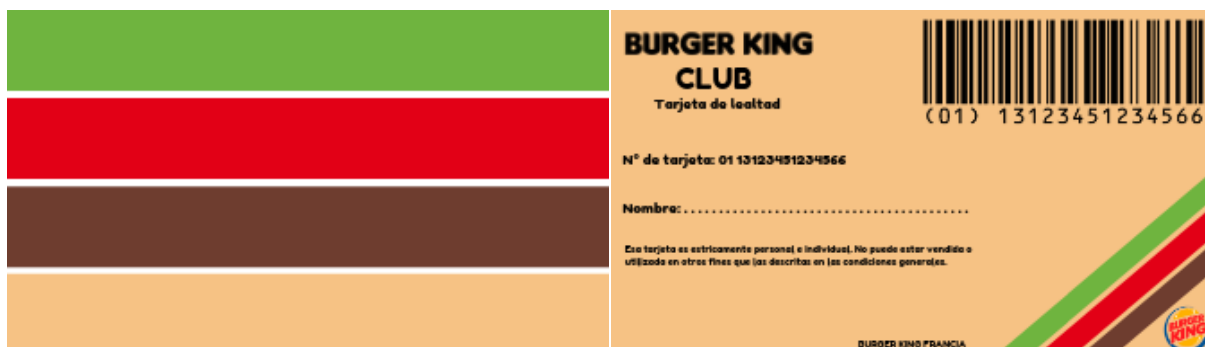 BURGER KING
CLUB
Tarjeta de lealtad
(01) 13123451234566
N° de tarjeta: 01 13123451234566
Nombre:.........................................
Esa tarjeta es estricamente personal e individual. No puede estar vendida o
utilizada en otros fines que las descritas en las condiciones generales.
BURGER KING FRANCIA
BURGER
KING